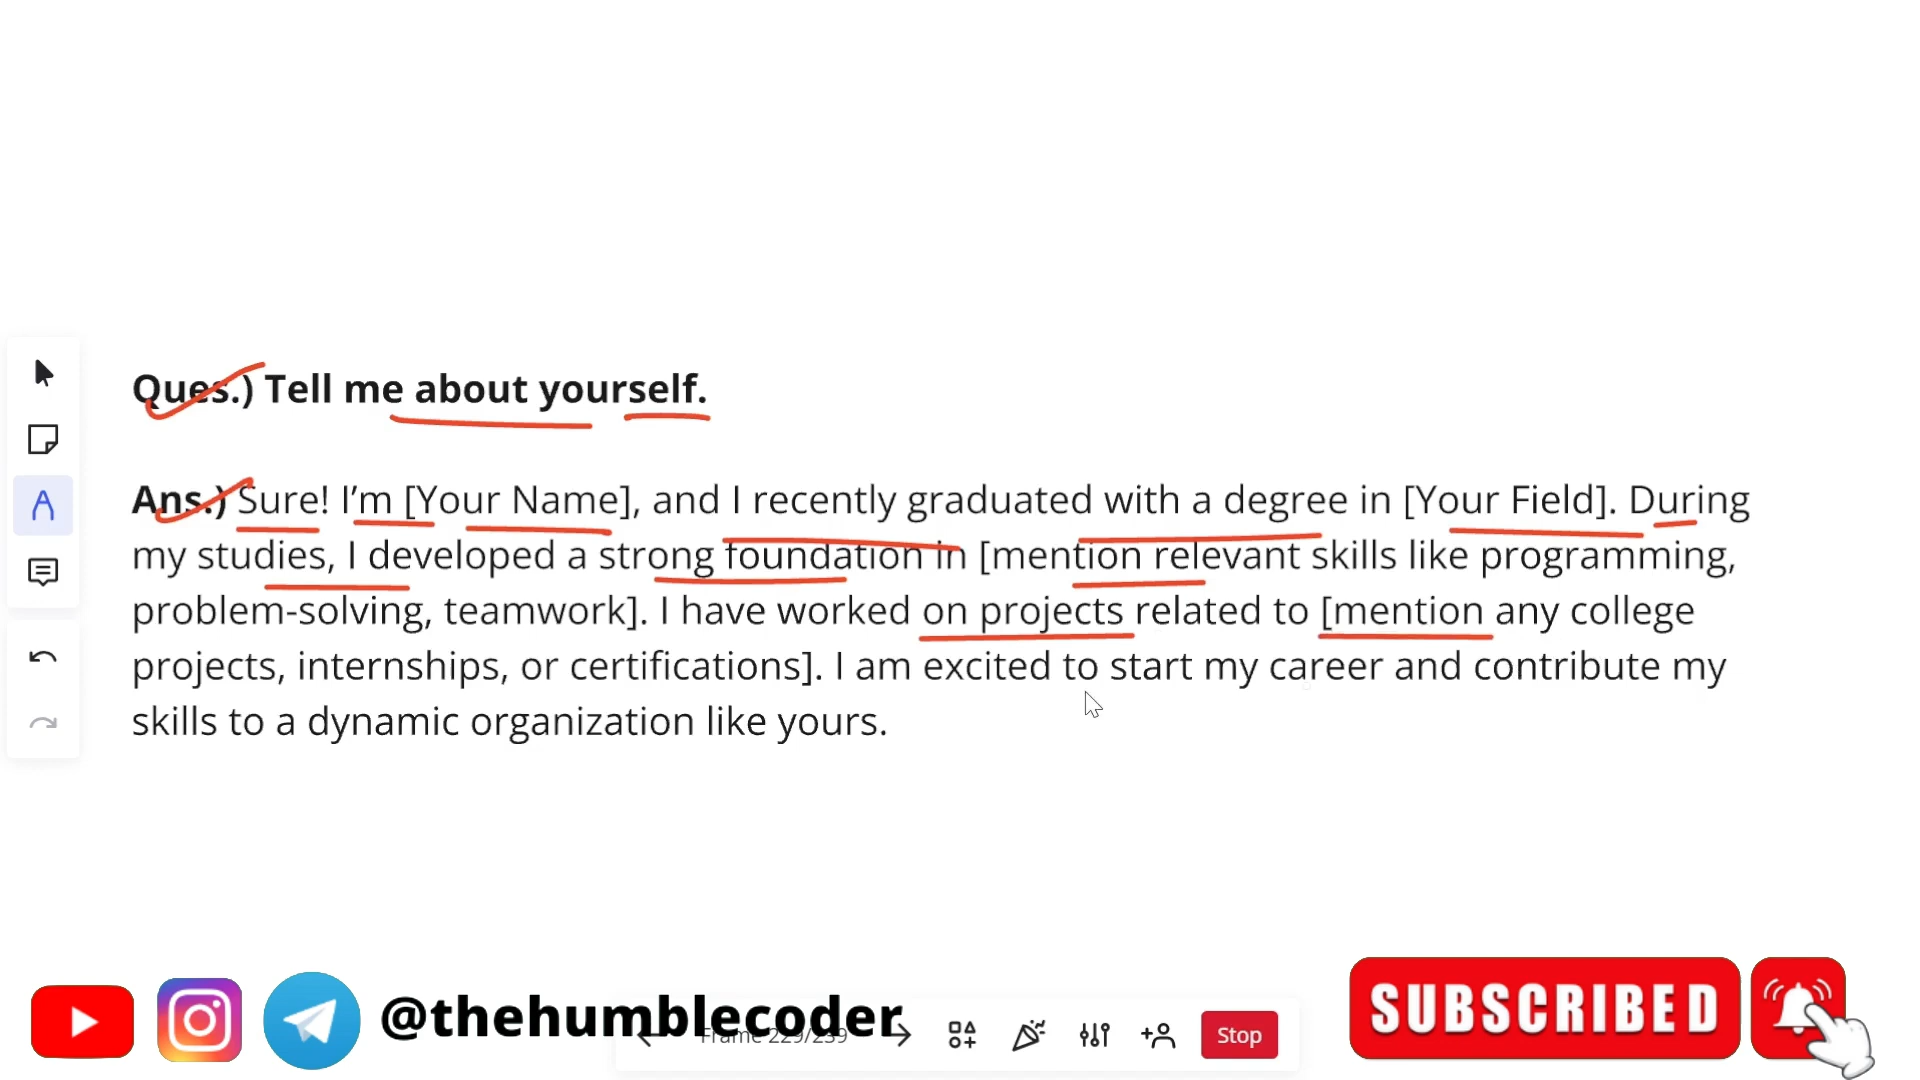 Ques.) Tell me about yourself.
Ans.) Sure! I’m [Your Name], and I recently graduated with a degree in [Your Field]. During
my studies, I developed a strong foundation in [mention relevant skills like programming,
problem-solving, teamwork]. I have worked on projects related to [mention any college
projects, internships, or certifications]. I am excited to start my career and contribute my
skills to a dynamic organization like yours.
@thehumblecoder
Frame 229/239
Stop
SUBSCRIBED